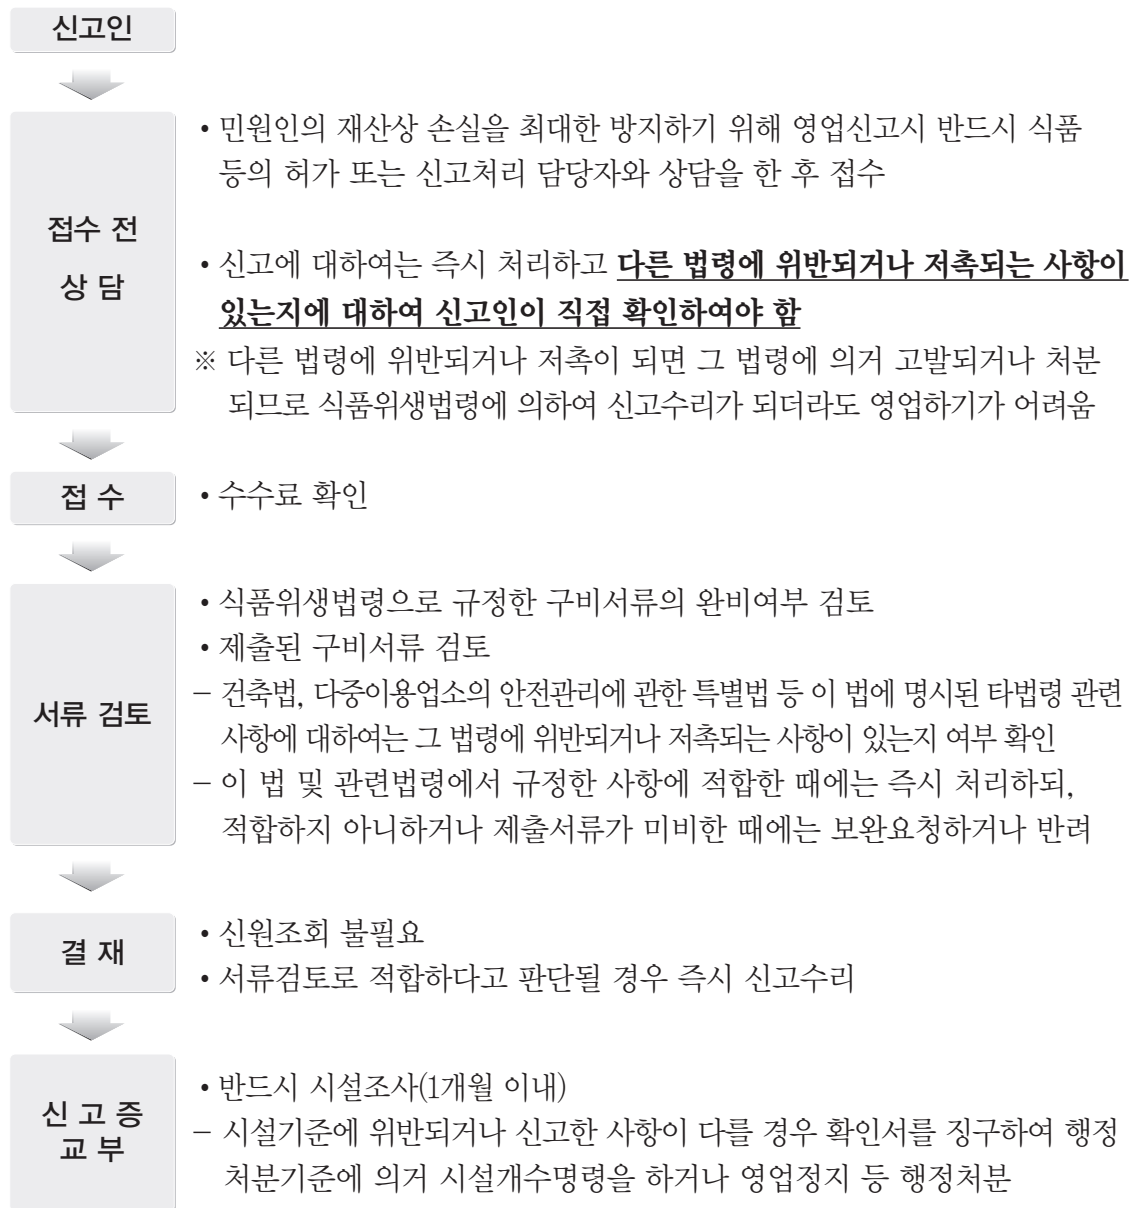 신고인
접수 전
상 담
• 민원인의 재산상 손실을 최대한 방지하기 위해 영업신고시 반드시 식품
등의 허가 또는 신고처리 담당자와 상담을 한 후 접수
• 신고에 대하여는 즉시 처리하고 다른 법령에 위반되거나 저촉되는 사항이
있는지에 대하여 신고인이 직접 확인하여야 함
※ 다른 법령에 위반되거나 저촉이 되면 그 법령에 의거 고발되거나 처분
되므로 식품위생법령에 의하여 신고수리가 되더라도 영업하기가 어려움
접 수
• 수수료 확인
서류 검토
• 식품위생법령으로 규정한 구비서류의 완비여부 검토
• 제출된 구비서류 검토
– 건축법, 다중이용업소의 안전관리에 관한 특별법 등 이 법에 명시된 타법령 관련
사항에 대하여는 그 법령에 위반되거나 저촉되는 사항이 있는지 여부 확인
– 이 법 및 관련법령에서 규정한 사항에 적합한 때에는 즉시 처리하되,
적합하지 아니하거나 제출서류가 미비한 때에는 보완요청하거나 반려
결 재
• 신원조회 불필요
• 서류검토로 적합하다고 판단될 경우 즉시 신고수리
신 고 증
교 부
• 반드시 시설조사(1개월 이내)
– 시설기준에 위반되거나 신고한 사항이 다를 경우 확인서를 징구하여 행정
처분기준에 의거 시설개수명령을 하거나 영업정지 등 행정처분